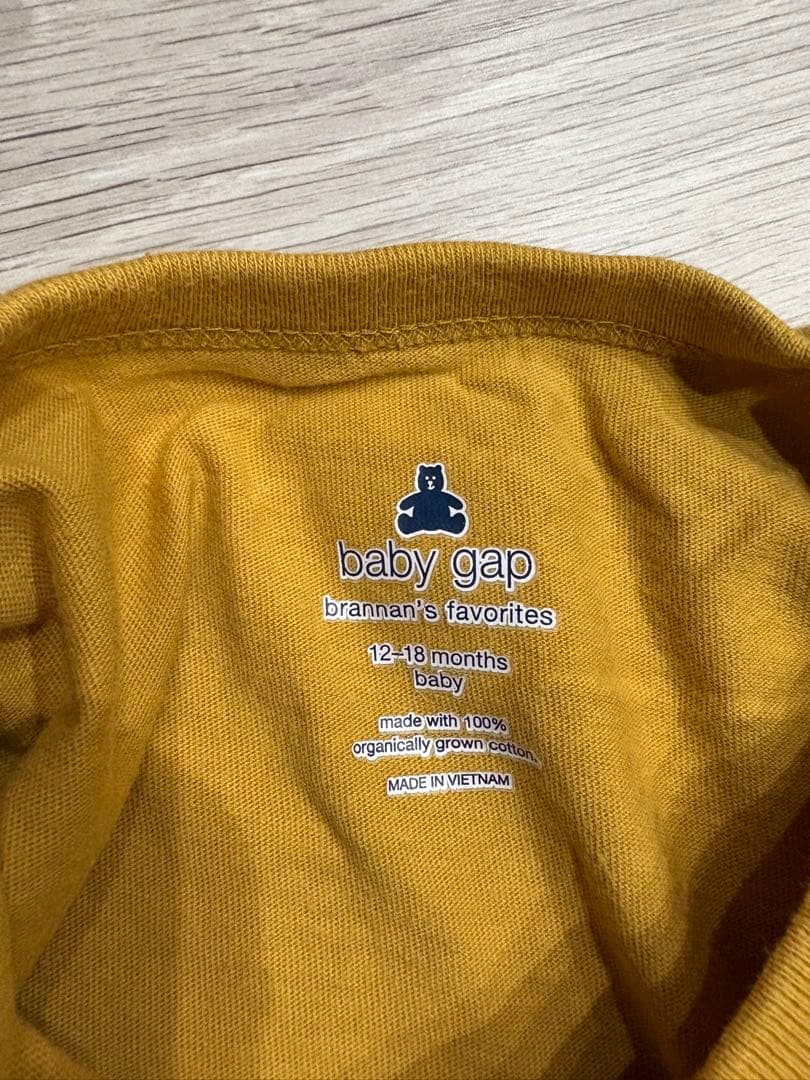 baby gap
brannan's favorites
12–18 months
baby
made with 100%
organically grown cotton.
MADE IN VIETNAM